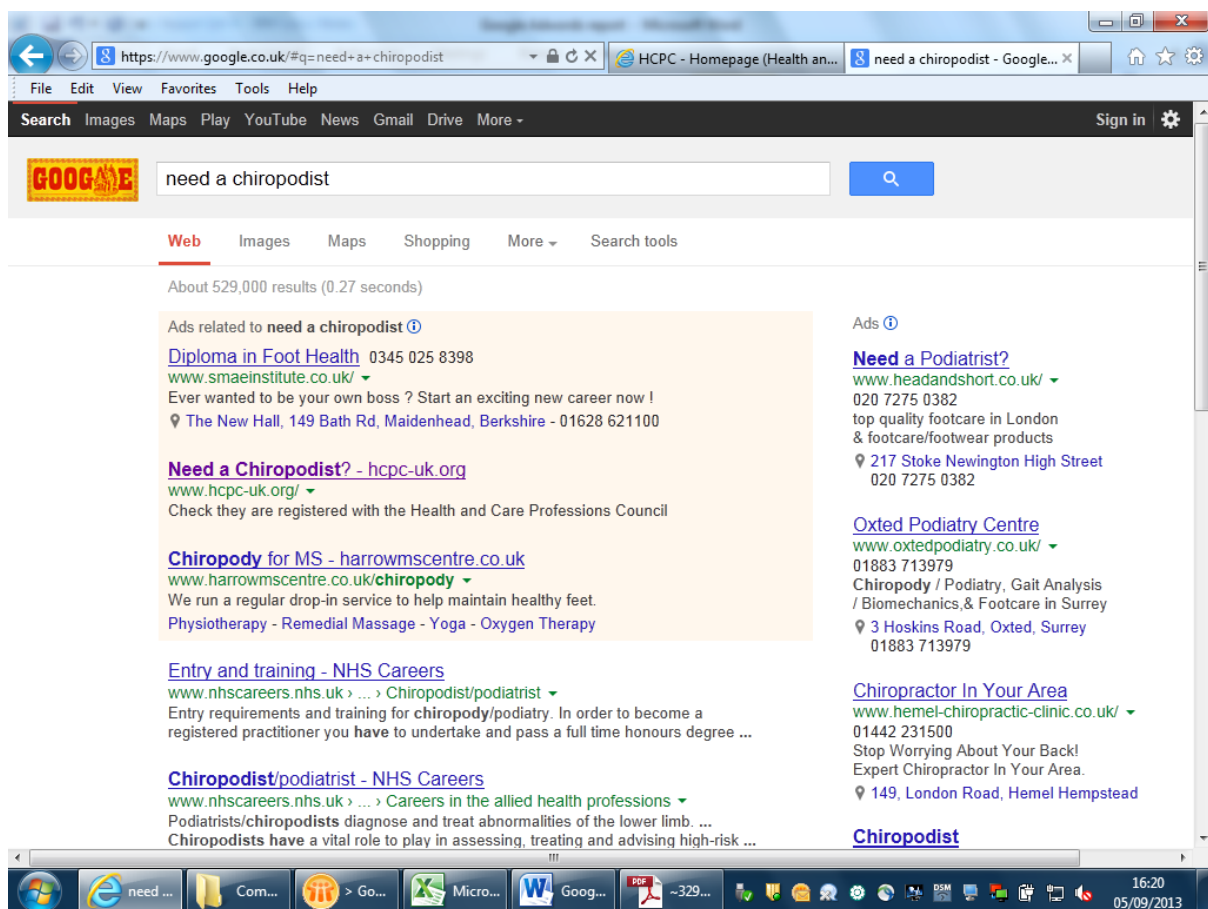 Google Inbounds report - Microsoft Word
https://www.google.co.uk/#q=need+a+chiropodist
HCPC - Homepage (Health an...
need a chiropodist - Google...
File Edit View Favorites Tools Help
Search Images Maps Play YouTube News Gmail Drive More
Sign in
GOOGLE
need a chiropodist
Web Images Maps Shopping More Search tools
About 529,000 results (0.27 seconds)
Ads related to need a chiropodist
Diploma in Foot Health 0345 025 8398
www.smaeinstitute.co.uk/
Ever wanted to be your own boss ? Start an exciting new career now !
The New Hall, 149 Bath Rd, Maidenhead, Berkshire - 01628 621100
Need a Chiropodist? - hcpc-uk.org
www.hcpc-uk.org/
Check they are registered with the Health and Care Professions Council
Chiropody for MS - harrowmscentre.co.uk
www.harrowmscentre.co.uk/chiropody
We run a regular drop-in service to help maintain healthy feet.
Physiotherapy - Remedial Massage - Yoga - Oxygen Therapy
Entry and training - NHS Careers
www.nhscareers.nhs.uk › ... › Chiropodist/podiatrist
Entry requirements and training for chiropody/podiatry. In order to become a
registered practitioner you have to undertake and pass a full time honours degree ...
Chiropodist/podiatrist - NHS Careers
www.nhscareers.nhs.uk › ... › Careers in the allied health professions
Podiatrists/chiropodists diagnose and treat abnormalities of the lower limb. ...
Chiropodists have a vital role to play in assessing, treating and advising high-risk ...
Ads
Need a Podiatrist?
www.headandshort.co.uk/
020 7275 0382
top quality footcare in London
& footcare/footwear products
217 Stoke Newington High Street
020 7275 0382
Oxted Podiatry Centre
www.oxtedpodiatry.co.uk/
01883 713979
Chiropody / Podiatry, Gait Analysis
/ Biomechanics,& Footcare in Surrey
3 Hoskins Road, Oxted, Surrey
01883 713979
Chiropractor In Your Area
www.hemel-chiropractic-clinic.co.uk/
01442 231500
Stop Worrying About Your Back!
Expert Chiropractor In Your Area.
149, London Road, Hemel Hempstead
Chiropodist
need ...
Com...
> Go...
Micro...
Goog...
PDF
~329...
DSM
16:20
05/09/2013